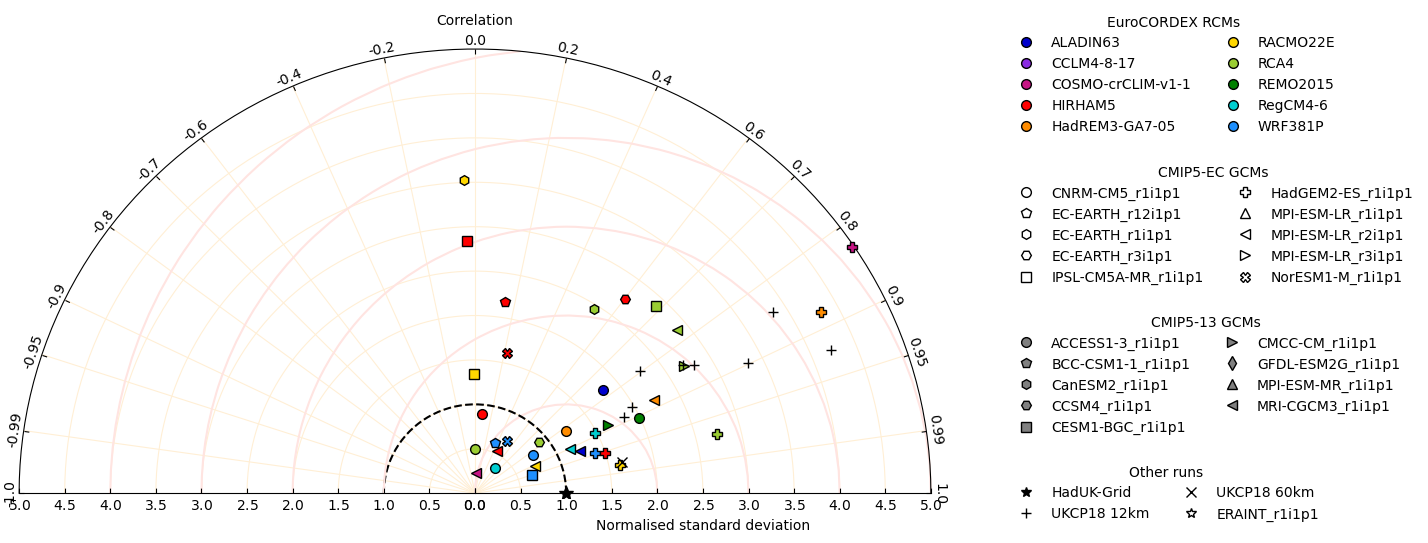 Correlation
0.0
-0.2
0.2
-0.4
0.4
-0.6
0.6
-0.7
0.7
-0.8
0.8
-0.9
0.9
-0.95
0.95
-0.99
0.99
-1.0
1.0
5.0 4.5 4.0 3.5 3.0 2.5 2.0 1.5 1.0 0.5 0.0 0.5 1.0 1.5 2.0 2.5 3.0 3.5 4.0 4.5 5.0
Normalised standard deviation
EuroCORDEX RCMs
ALADIN63 RACMO22E
CCLM4-8-17 RCA4
COSMO-crCLIM-v1-1 REMO2015
HIRHAM5 RegCM4-6
HadREM3-GA7-05 WRF381P
CMIP5-EC GCMs
CNRM-CM5_r1i1p1 HadGEM2-ES_r1i1p1
EC-EARTH_r12i1p1 MPI-ESM-LR_r1i1p1
EC-EARTH_r1i1p1 MPI-ESM-LR_r2i1p1
EC-EARTH_r3i1p1 MPI-ESM-LR_r3i1p1
IPSL-CM5A-MR_r1i1p1 NorESM1-M_r1i1p1
CMIP5-13 GCMs
ACCESS1-3_r1i1p1 CMCC-CM_r1i1p1
BCC-CSM1-1_r1i1p1 GFDL-ESM2G_r1i1p1
CanESM2_r1i1p1 MPI-ESM-MR_r1i1p1
CCSM4_r1i1p1 MRI-CGCM3_r1i1p1
CESM1-BGC_r1i1p1
Other runs
HadUK-Grid UKCP18 60km
UKCP18 12km ERAINT_r1i1p1